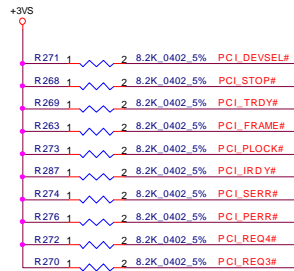 +3VS
R271 1 2 8.2K_0402_5% PCI_DEVSEL#
R268 1 2 8.2K_0402_5% PCI_STOP#
R269 1 2 8.2K_0402_5% PCI_TRDY#
R263 1 2 8.2K_0402_5% PCI_FRAME#
R273 1 2 8.2K_0402_5% PCI_PLOCK#
R287 1 2 8.2K_0402_5% PCI_IRDY#
R274 1 2 8.2K_0402_5% PCI_SERR#
R276 1 2 8.2K_0402_5% PCI_PERR#
R272 1 2 8.2K_0402_5% PCI_REQ4#
R270 1 2 8.2K_0402_5% PCI_REQ3#